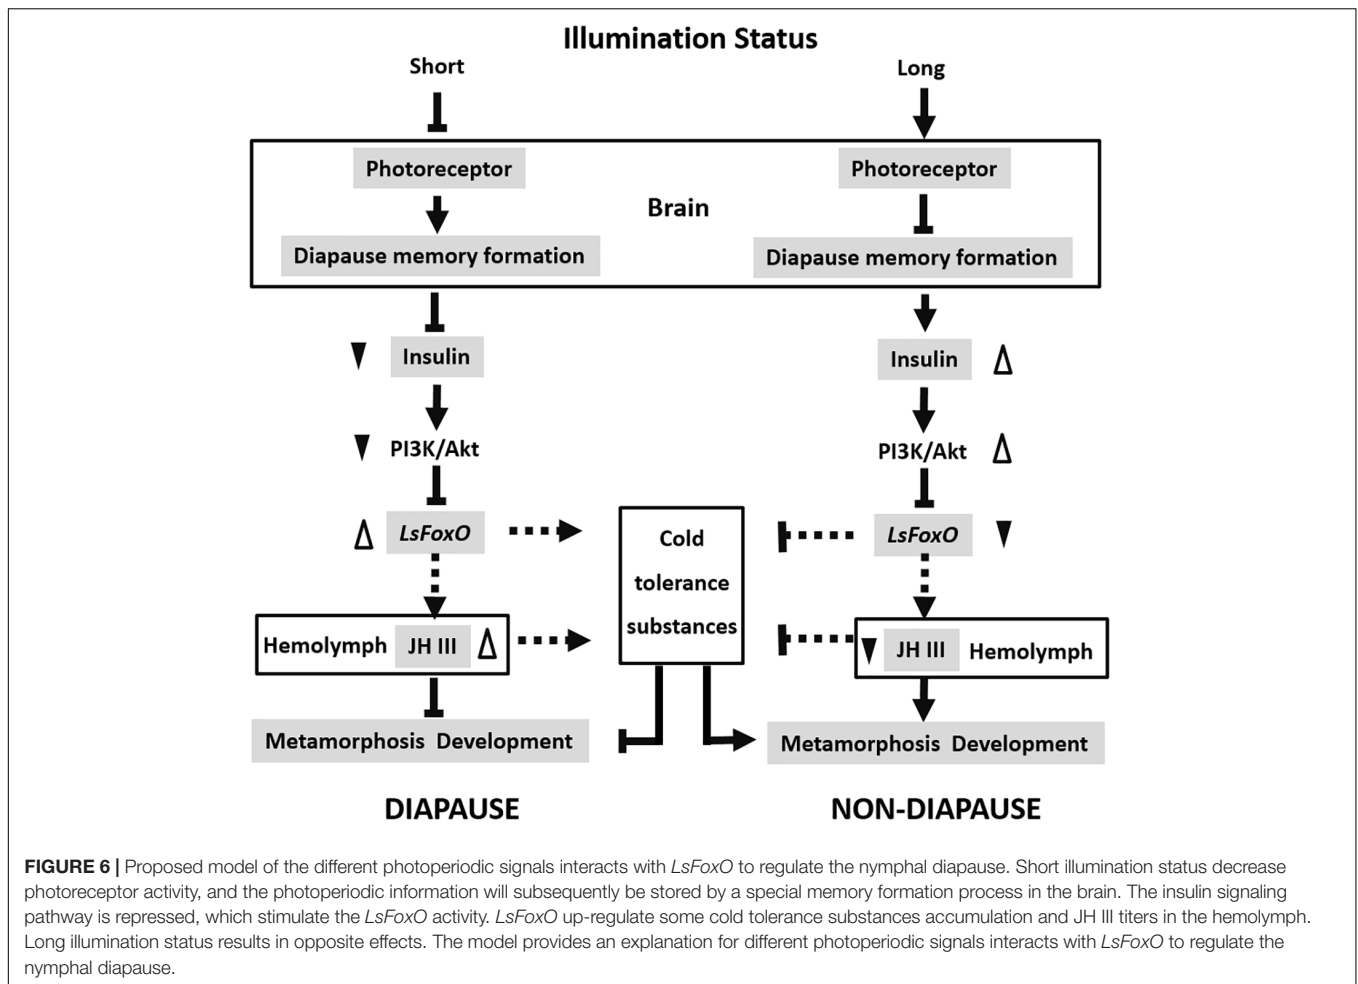 Illumination Status
Short
Long
Photoreceptor
Photoreceptor
Brain
Diapause memory formation
Diapause memory formation
Insulin
Insulin
PI3K/Akt
PI3K/Akt
LsFoxO
Cold
tolerance
substances
LsFoxO
Hemolymph JH III
JH III Hemolymph
Metamorphosis Development
Metamorphosis Development
DIAPAUSE
NON-DIAPAUSE
FIGURE 6 | Proposed model of the different photoperiodic signals interacts with LsFoxO to regulate the nymphal diapause. Short illumination status decrease
photoreceptor activity, and the photoperiodic information will subsequently be stored by a special memory formation process in the brain. The insulin signaling
pathway is repressed, which stimulate the LsFoxO activity. LsFoxO up-regulate some cold tolerance substances accumulation and JH III titers in the hemolymph.
Long illumination status results in opposite effects. The model provides an explanation for different photoperiodic signals interacts with LsFoxO to regulate the
nymphal diapause.